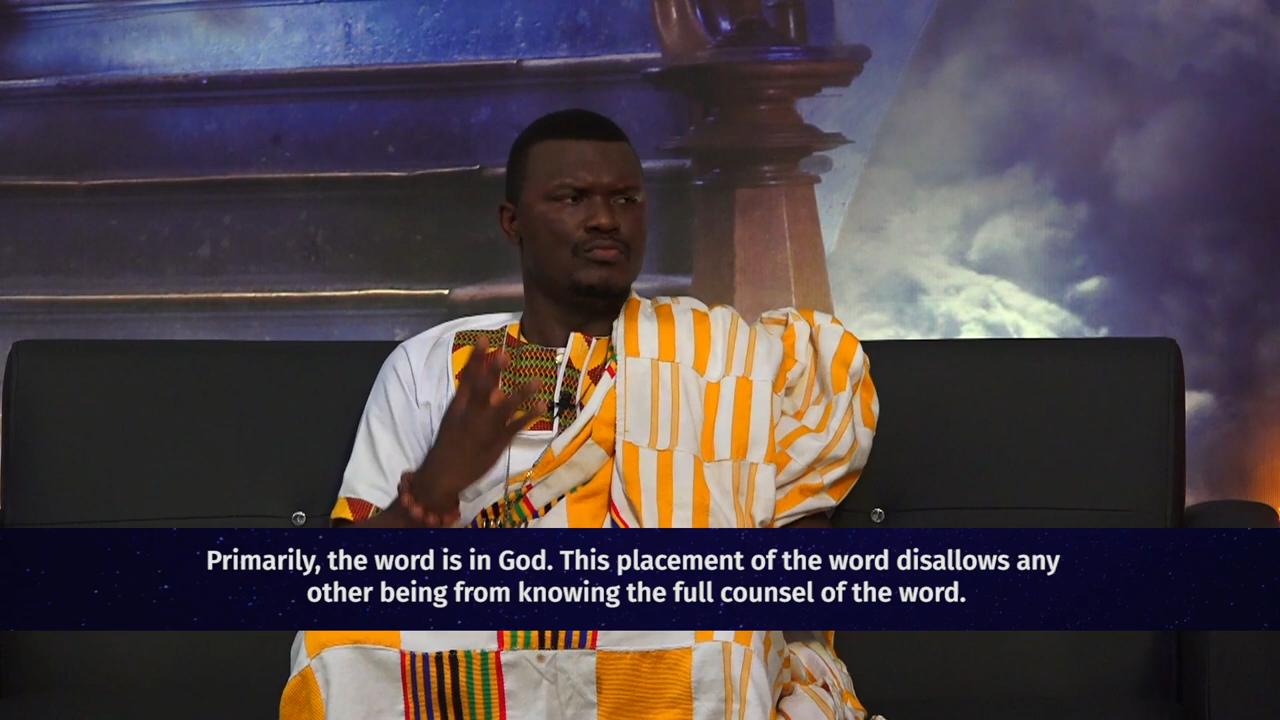 Primarily, the word is in God. This placement of the word disallows any
other being from knowing the full counsel of the word.